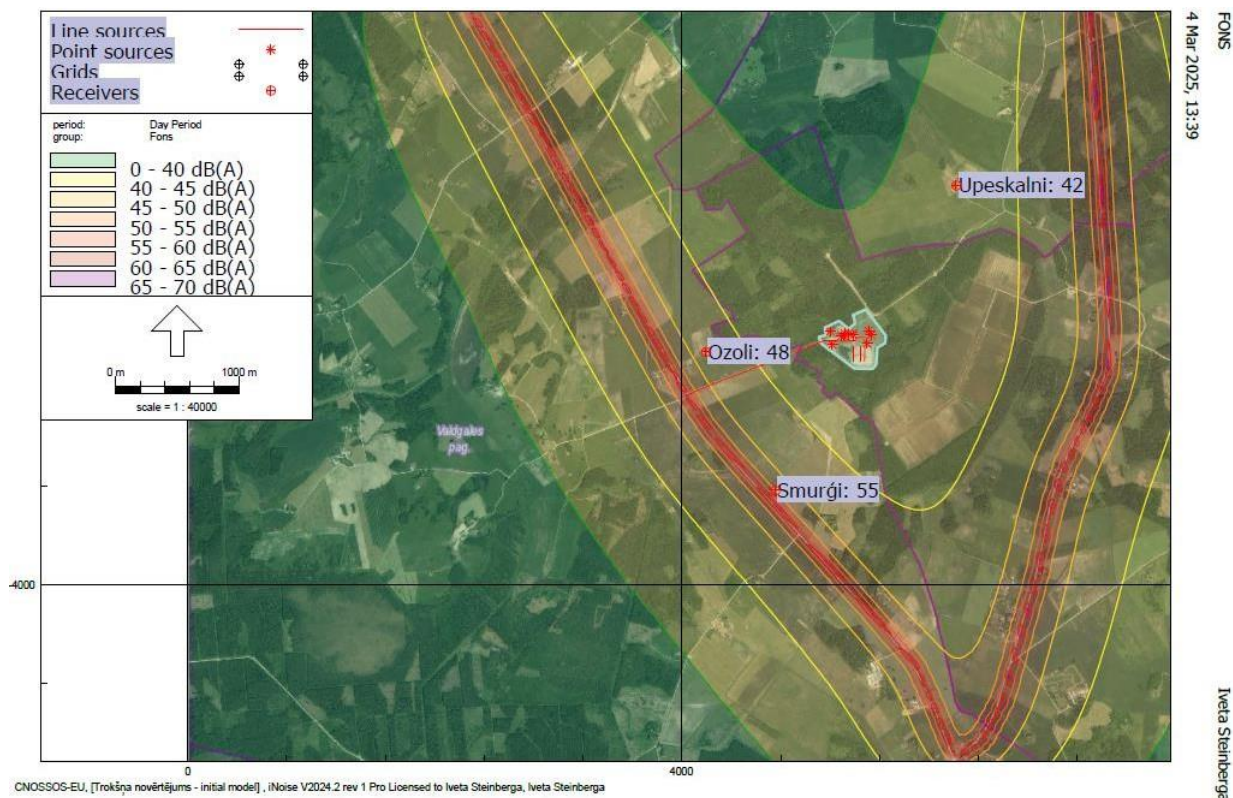 Line sources
Point sources
Grids
Receivers
period: Day Period
group: Fons
0 - 40 dB(A)
40 - 45 dB(A)
45 - 50 dB(A)
50 - 55 dB(A)
55 - 60 dB(A)
60 - 65 dB(A)
65 - 70 dB(A)
0 m 1000 m
scale = 1 : 40000
Upeskalni: 42
Ozoli: 48
Valdgales
pag.
Smurģi: 55
-4000
0 4000
CNOSSOS-EU, [Trokšņa novērtējums - initial model] , iNoise V2024.2 rev 1 Pro Licensed to Iveta Steinberga, Iveta Steinberga
FONS
4 Mar 2025, 13:39
Iveta Steinberga